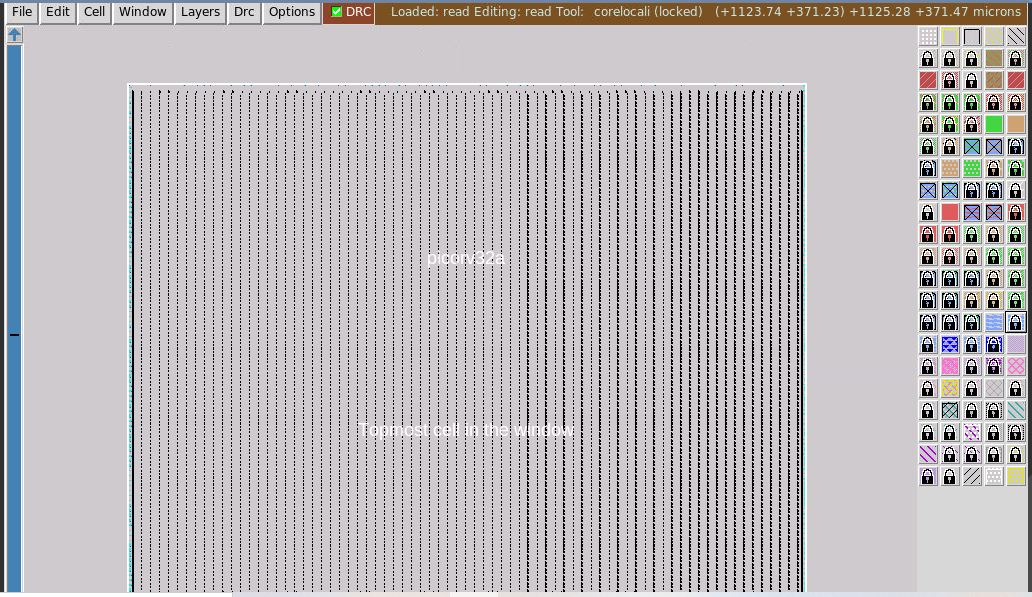 File Edit Cell Window Layers Drc Options DRC Loaded: read Editing: read Tool: corelocali (locked) (+1123.74 +371.23) +1125.28 +371.47 microns
picorv32a
Topmost cell in the window